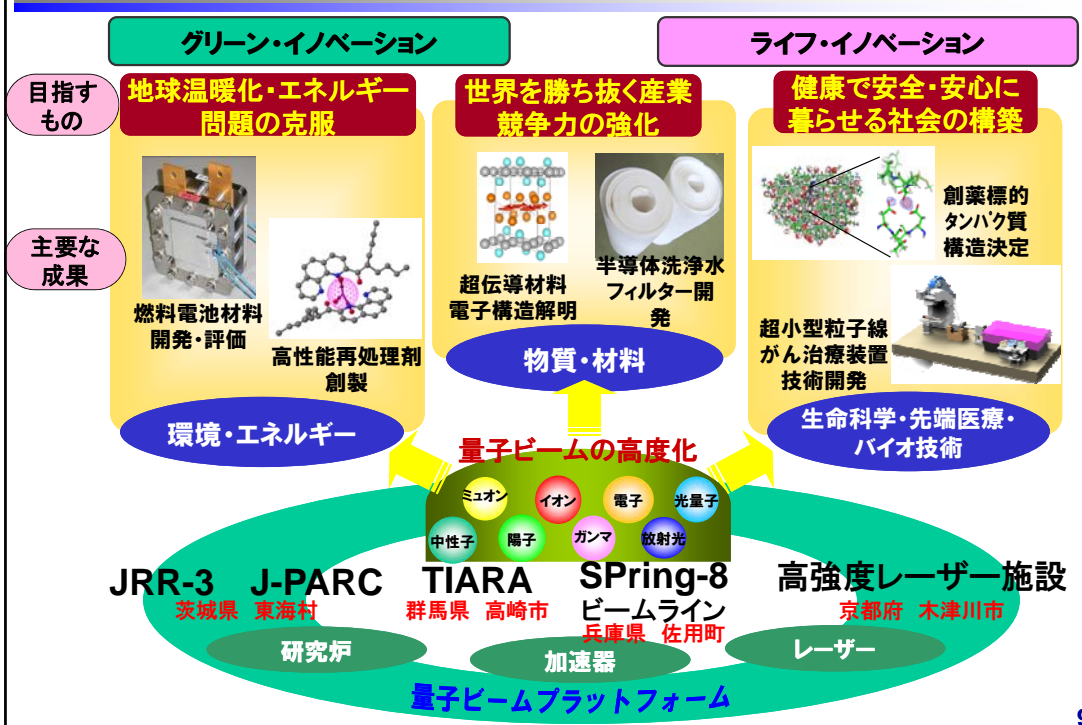 グリーン・イノベーション
ライフ・イノベーション
目指す
もの
地球温暖化・エネルギー
問題の克服
世界を勝ち抜く産業
競争力の強化
健康で安全・安心に
暮らせる社会の構築
主要な
成果
燃料電池材料
開発・評価
高性能再処理剤
創製
環境・エネルギー
超伝導材料
電子構造解明
半導体洗浄水
フィルター開
発
物質・材料
創薬標的
タンパク質
構造決定
超小型粒子線
がん治療装置
技術開発
生命科学・先端医療・
バイオ技術
量子ビームの高度化
ミュオン
イオン
電子
光量子
中性子
陽子
ガンマ
放射光
JRR-3 J-PARC
茨城県 東海村
TIARA
群馬県 高崎市
SPring-8
ビームライン
兵庫県 佐用町
高強度レーザー施設
京都府 木津川市
研究炉
加速器
レーザー
量子ビームプラットフォーム